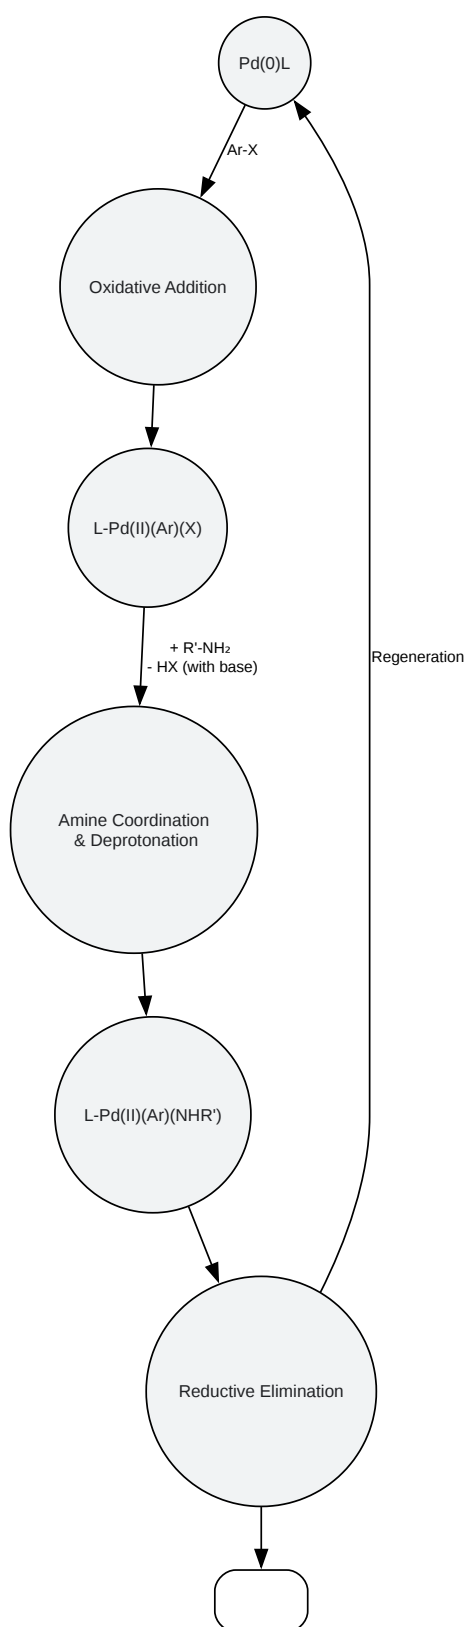 Pd(0)L
Ar-X
Oxidative Addition
L-Pd(II)(Ar)(X)
+ R'-NH₂
- HX (with base)
Regeneration
Amine Coordination
& Deprotonation
L-Pd(II)(Ar)(NHR')
Reductive Elimination